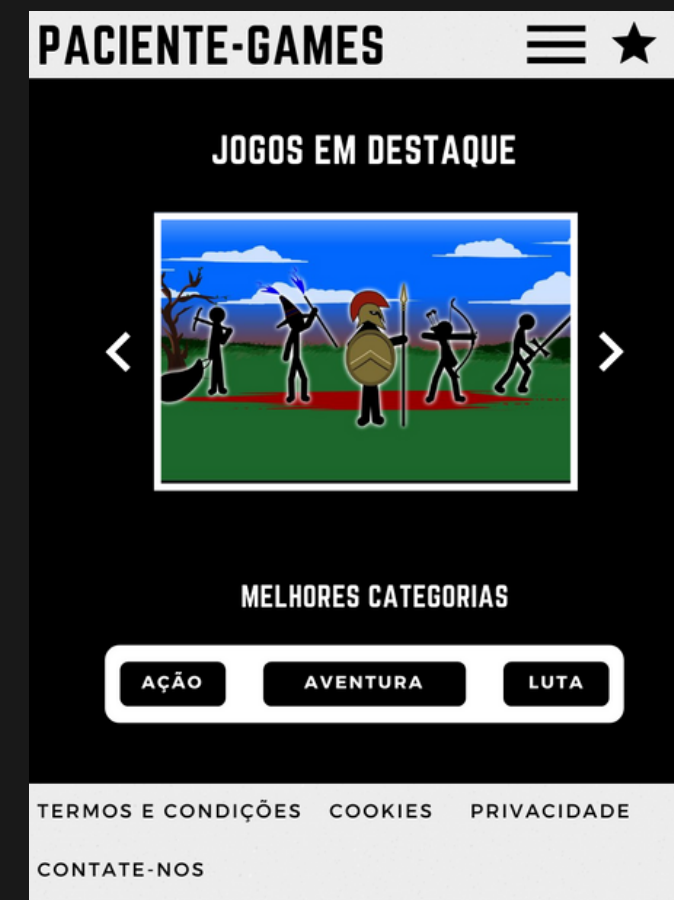 PACIENTE-GAMES
JOGOS EM DESTAQUE
MELHORES CATEGORIAS
AÇÃO AVENTURA LUTA
TERMOS E CONDIÇÕES COOKIES PRIVACIDADE
CONTATE-NOS